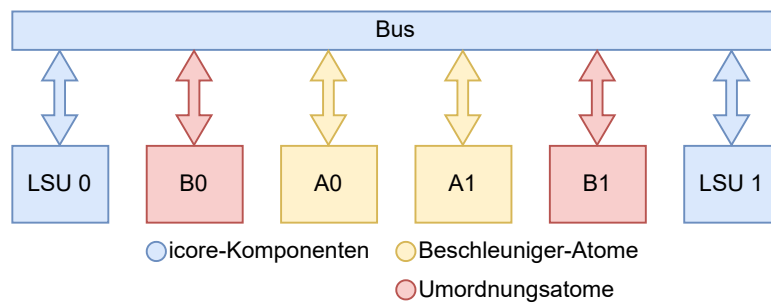 Bus
LSU 0 B0 A0 A1 B1 LSU 1
icore-Komponenten Beschleuniger-Atome
Umordnungsatome